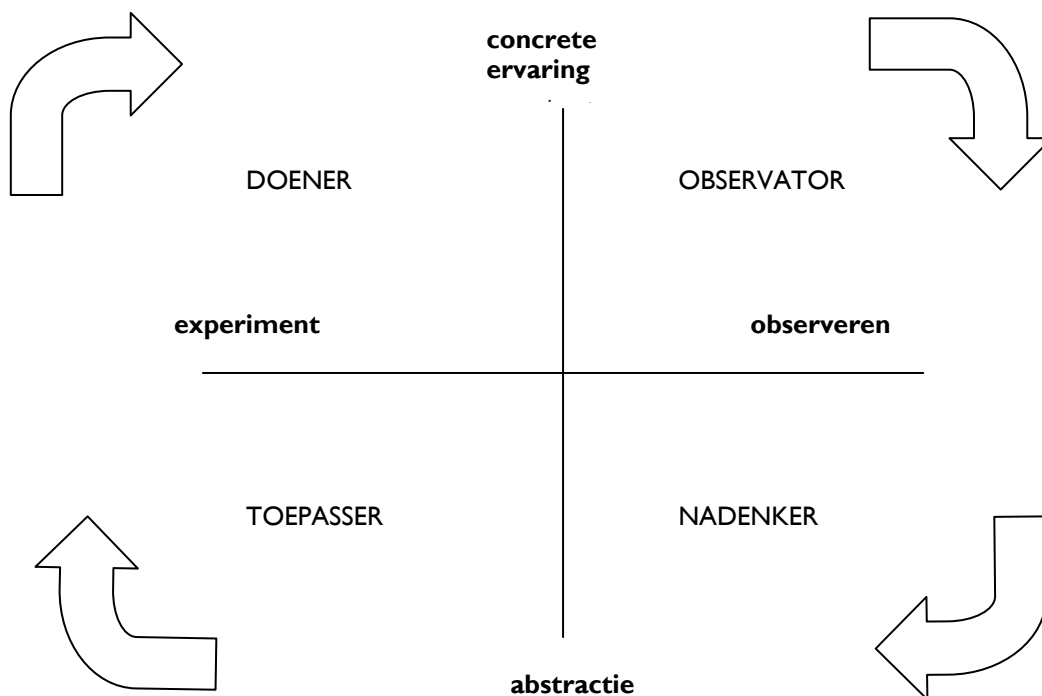 concrete
ervaring
DOENER
OBSERVATOR
experiment
observeren
TOEPASSER
NADENKER
abstractie